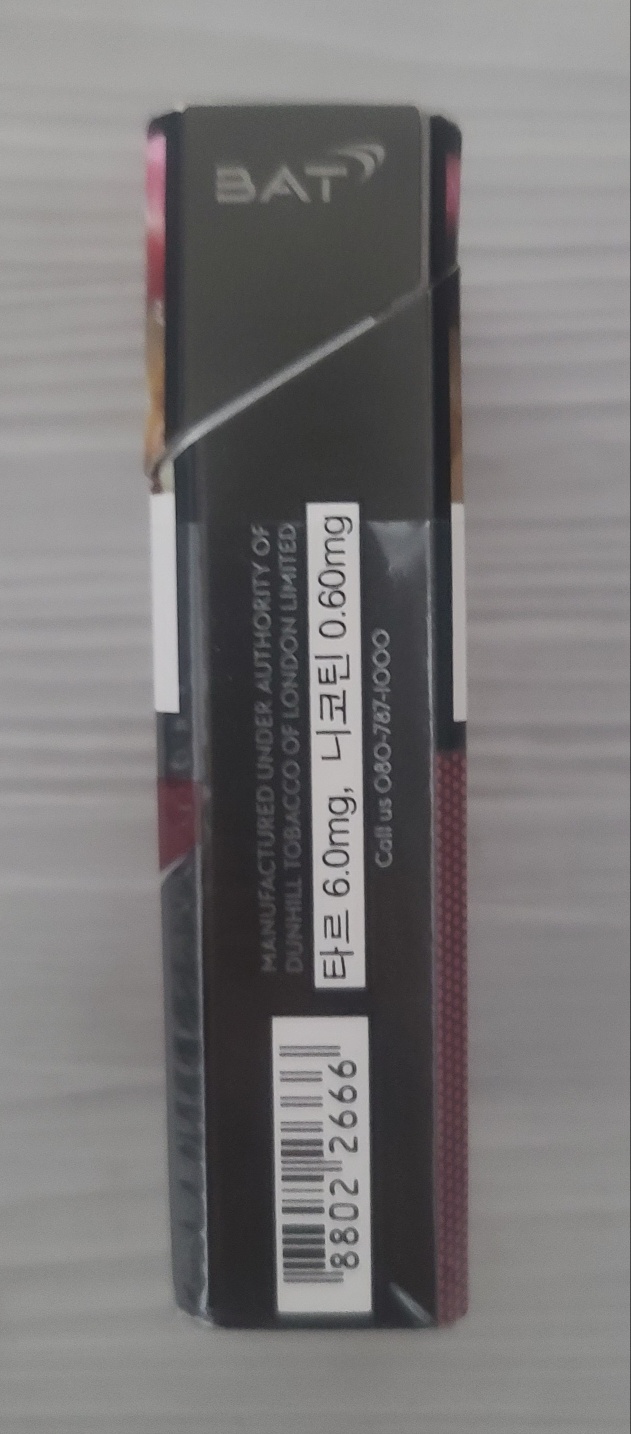 BAT
MANUFACTURED UNDER AUTHORITY OF
DUNHILL TOBACCO OF LONDON LIMITED
타르 6.0mg, 니코틴 0.60mg
Call us 080-787-1000
8802 2666